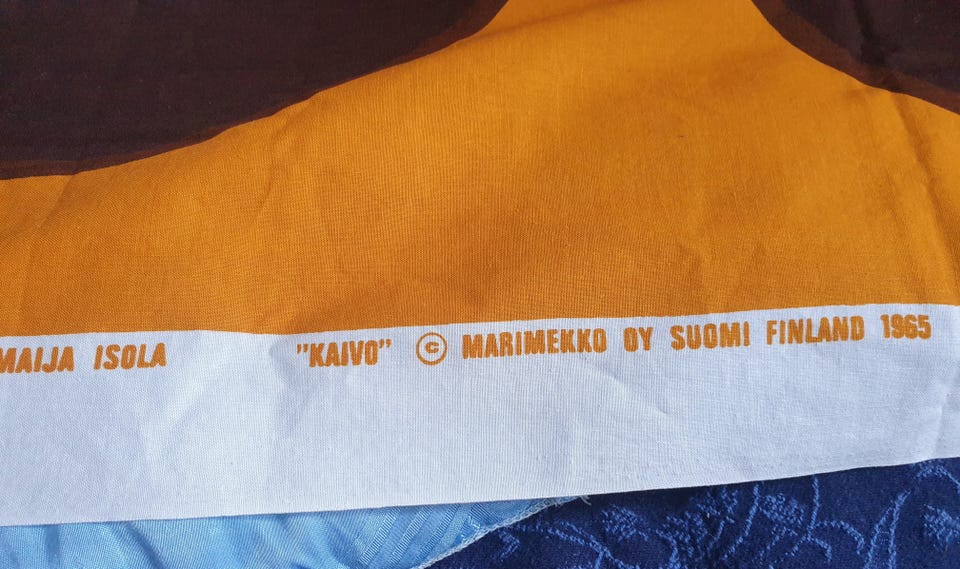 MAIJA ISOLA "KAIVO" © MARIMEKKO OY SUOMI FINLAND 1965